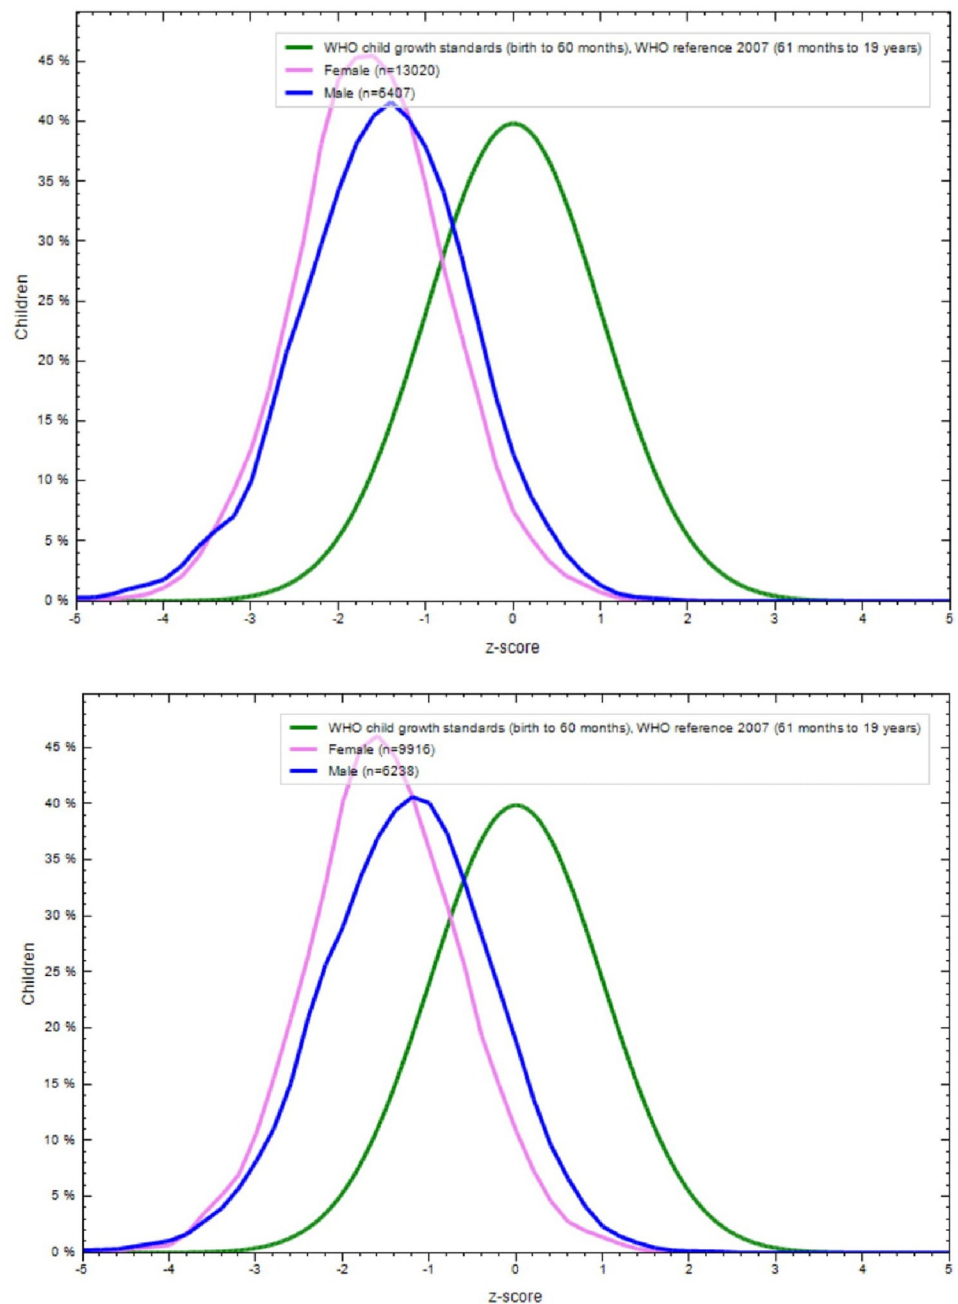 WHO child growth standards (birth to 60 months), WHO reference 2007 (61 months to 19 years)
Female (n=13020)
Male (n=6407)
45 %
40 %
35 %
30 %
25 %
20 %
15 %
10 %
5 %
0 %
Children
-5 -4 -3 -2 -1 0 1 2 3 4 5
z-score
WHO child growth standards (birth to 60 months), WHO reference 2007 (61 months to 19 years)
Female (n=9916)
Male (n=6238)
45 %
40 %
35 %
30 %
25 %
20 %
15 %
10 %
5 %
0 %
Children
-5 -4 -3 -2 -1 0 1 2 3 4 5
z-score